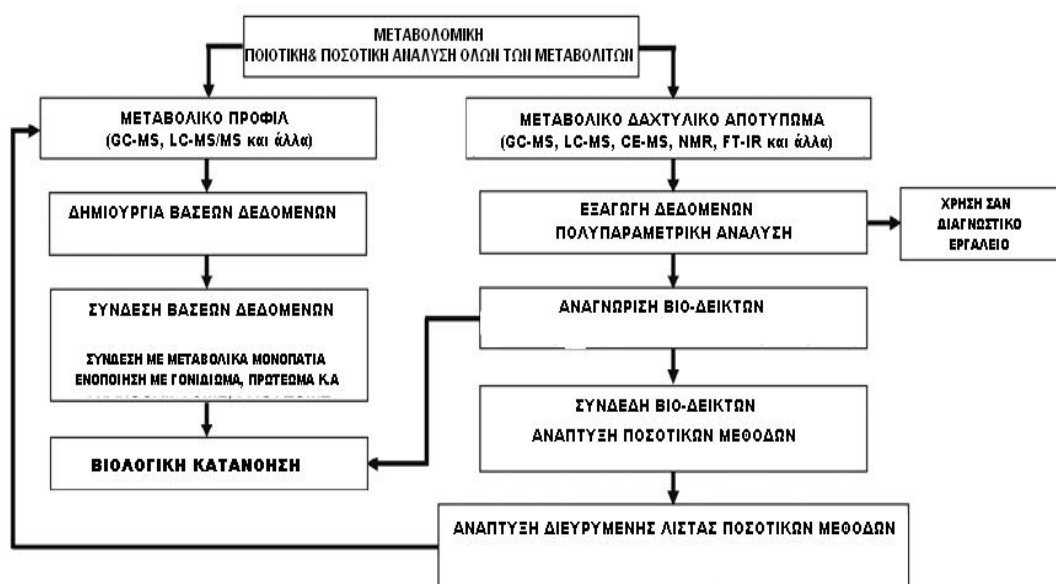 ΜΕΤΑΒΟΛΟΜΙΚΗ
ΠΟΙΟΤΙΚΗ& ΠΟΣΟΤΙΚΗ ΑΝΑΛΥΣΗ ΟΛΩΝ ΤΩΝ ΜΕΤΑΒΟΛΙΤΩΝ
ΜΕΤΑΒΟΛΙΚΟ ΠΡΟΦΙΛ
(GC-MS, LC-MS/MS και άλλα)
ΔΗΜΙΟΥΡΓΙΑ ΒΑΣΕΩΝ ΔΕΔΟΜΕΝΩΝ
ΣΥΝΔΕΣΗ ΒΑΣΕΩΝ ΔΕΔΟΜΕΝΩΝ
ΣΥΝΔΕΣΗ ΜΕ ΜΕΤΑΒΟΛΙΚΑ ΜΟΝΟΠΑΤΙΑ
ΕΝΟΠΟΙΗΣΗ ΜΕ ΓΟΝΙΔΙΩΜΑ, ΠΡΩΤΕΩΜΑ Κ.Α
ΒΙΟΛΟΓΙΚΗ ΚΑΤΑΝΟΗΣΗ
ΜΕΤΑΒΟΛΙΚΟ ΔΑΧΤΥΛΙΚΟ ΑΠΟΤΥΠΩΜΑ
(GC-MS, LC-MS, CE-MS, NMR, FT-IR και άλλα)
ΕΞΑΓΩΓΗ ΔΕΔΟΜΕΝΩΝ
ΠΟΛΥΠΑΡΑΜΕΤΡΙΚΗ ΑΝΑΛΥΣΗ
ΧΡΗΣΗ ΣΑΝ
ΔΙΑΓΝΩΣΤΙΚΟ
ΕΡΓΑΛΕΙΟ
ΑΝΑΓΝΩΡΙΣΗ ΒΙΟ-ΔΕΙΚΤΩΝ
ΣΥΝΔΕΔΗ ΒΙΟ-ΔΕΙΚΤΩΝ
ΑΝΑΠΤΥΞΗ ΠΟΣΟΤΙΚΩΝ ΜΕΘΟΔΩΝ
ΑΝΑΠΤΥΞΗ ΔΙΕΥΡΥΜΕΝΗΣ ΛΙΣΤΑΣ ΠΟΣΟΤΙΚΩΝ ΜΕΘΟΔΩΝ